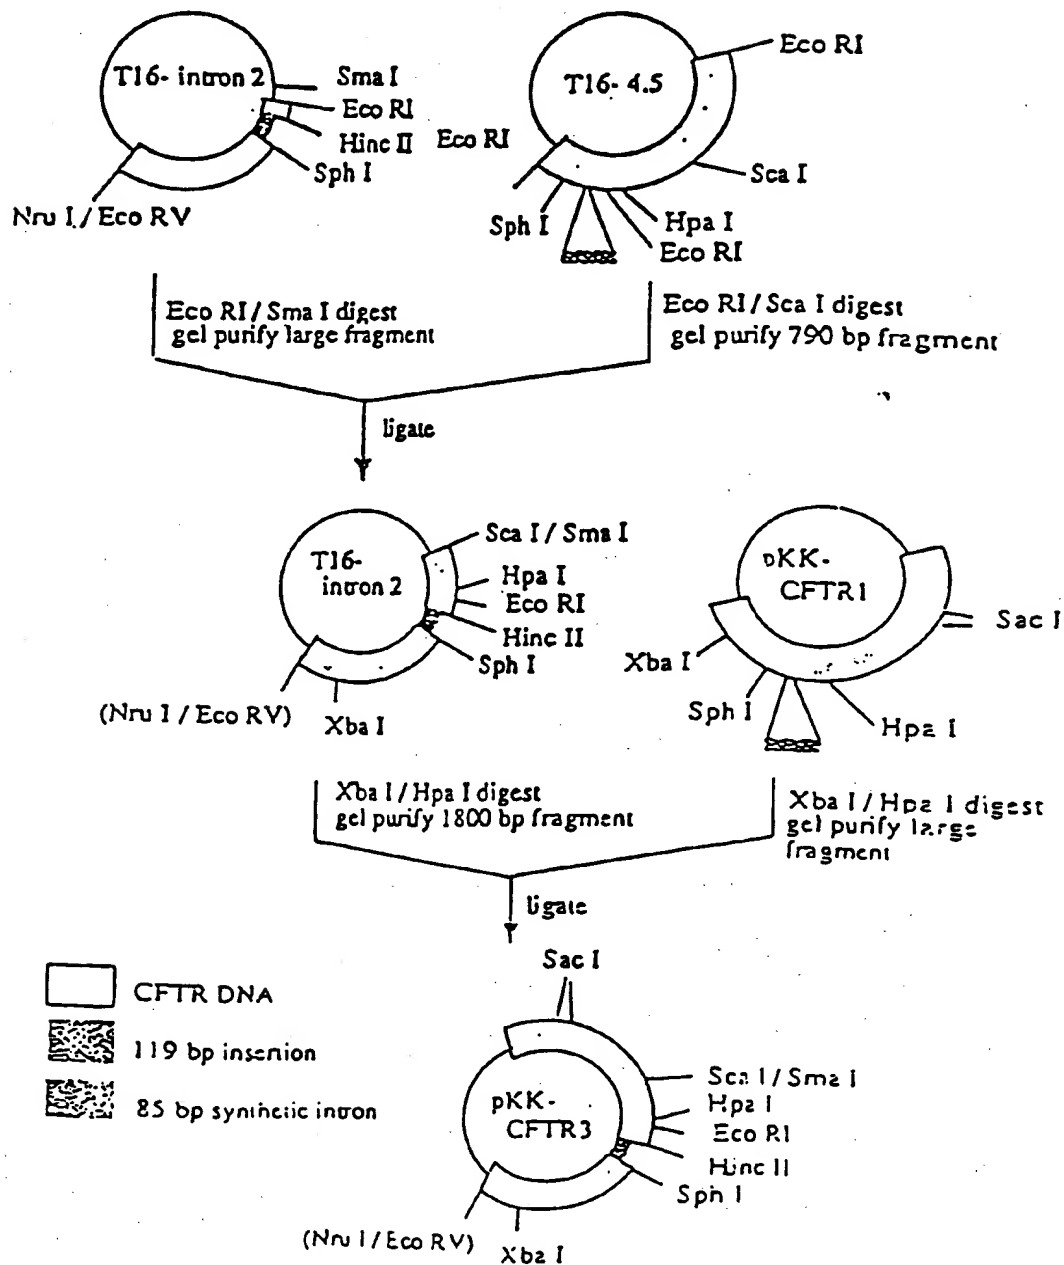 T16- intron 2
Sma I
Eco RI
Hinc II
Sph I
Nru I / Eco RV
T16- 4.5
Eco RI
Eco RI
Sca I
Sph I
Hpa I
Eco RI
Eco RI / Sma I digest
gel purify large fragment
Eco RI / Sca I digest
gel purify 790 bp fragment
ligate
T16-
intron 2
Sca I / Sma I
Hpa I
Eco RI
Hinc II
Sph I
(Nru I / Eco RV)
Xba I
pKK-
CFTR1
Sac I
Xba I
Sph I
Hpa I
Xba I / Hpa I digest
gel purify 1800 bp fragment
Xba I / Hpa I digest
gel purify large
fragment
ligate
Sac I
CFTR DNA
119 bp insertion
85 bp synthetic intron
pKK-
CFTR3
Sca I / Sma I
Hpa I
Eco RI
Hinc II
Sph I
(Nru I / Eco RV)
Xba I